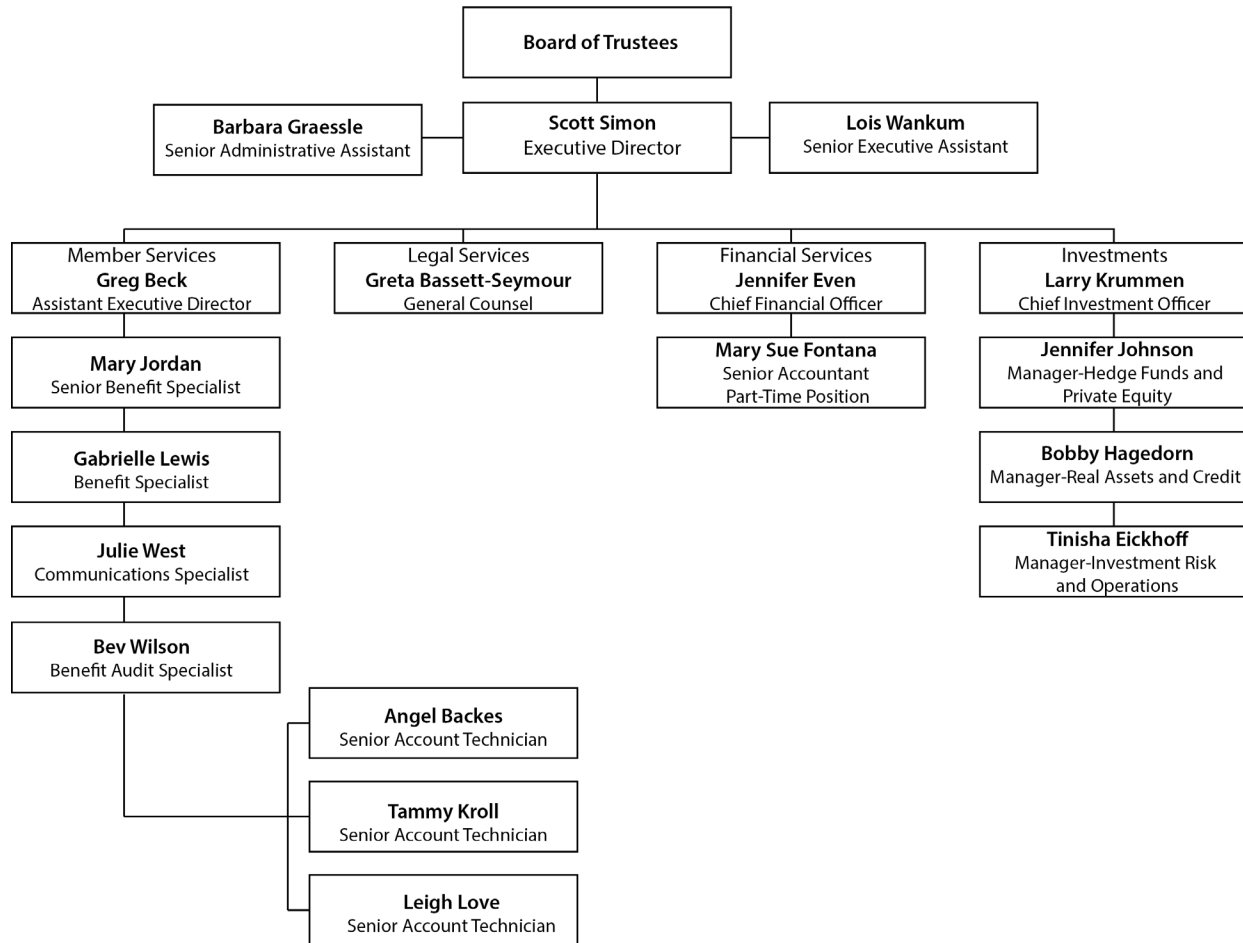 Board of Trustees
Barbara Graessle
Senior Administrative Assistant
Scott Simon
Executive Director
Lois Wankum
Senior Executive Assistant
Member Services
Greg Beck
Assistant Executive Director
Legal Services
Greta Bassett-Seymour
General Counsel
Financial Services
Jennifer Even
Chief Financial Officer
Investments
Larry Krummen
Chief Investment Officer
Mary Jordan
Senior Benefit Specialist
Mary Sue Fontana
Senior Accountant
Part-Time Position
Jennifer Johnson
Manager-Hedge Funds and
Private Equity
Gabrielle Lewis
Benefit Specialist
Bobby Hagedorn
Manager-Real Assets and Credit
Julie West
Communications Specialist
Tinisha Eickhoff
Manager-Investment Risk
and Operations
Bev Wilson
Benefit Audit Specialist
Angel Backes
Senior Account Technician
Tammy Kroll
Senior Account Technician
Leigh Love
Senior Account Technician